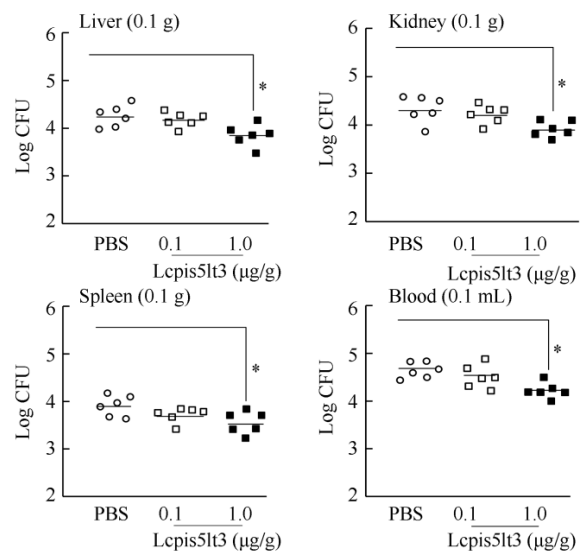 Liver (0.1 g)
6
5
4
3
2
Log CFU
*
PBS 0.1 1.0
Lcpis5lt3 (μg/g)
Kidney (0.1 g)
6
5
4
3
2
Log CFU
*
PBS 0.1 1.0
Lcpis5lt3 (μg/g)
Spleen (0.1 g)
6
5
4
3
2
Log CFU
*
PBS 0.1 1.0
Lcpis5lt3 (μg/g)
Blood (0.1 mL)
6
5
4
3
2
Log CFU
*
PBS 0.1 1.0
Lcpis5lt3 (μg/g)